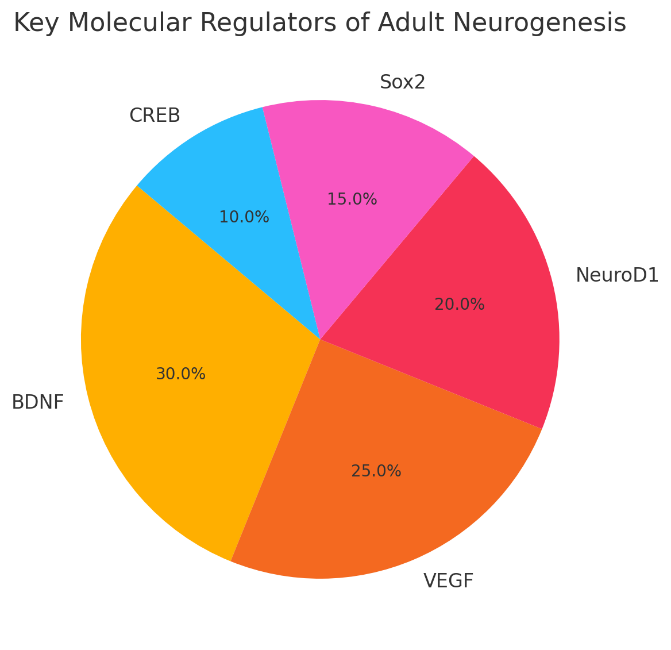 Key Molecular Regulators of Adult Neurogenesis
Sox2
CREB
15.0%
10.0%
NeuroD1
20.0%
30.0%
BDNF
25.0%
VEGF